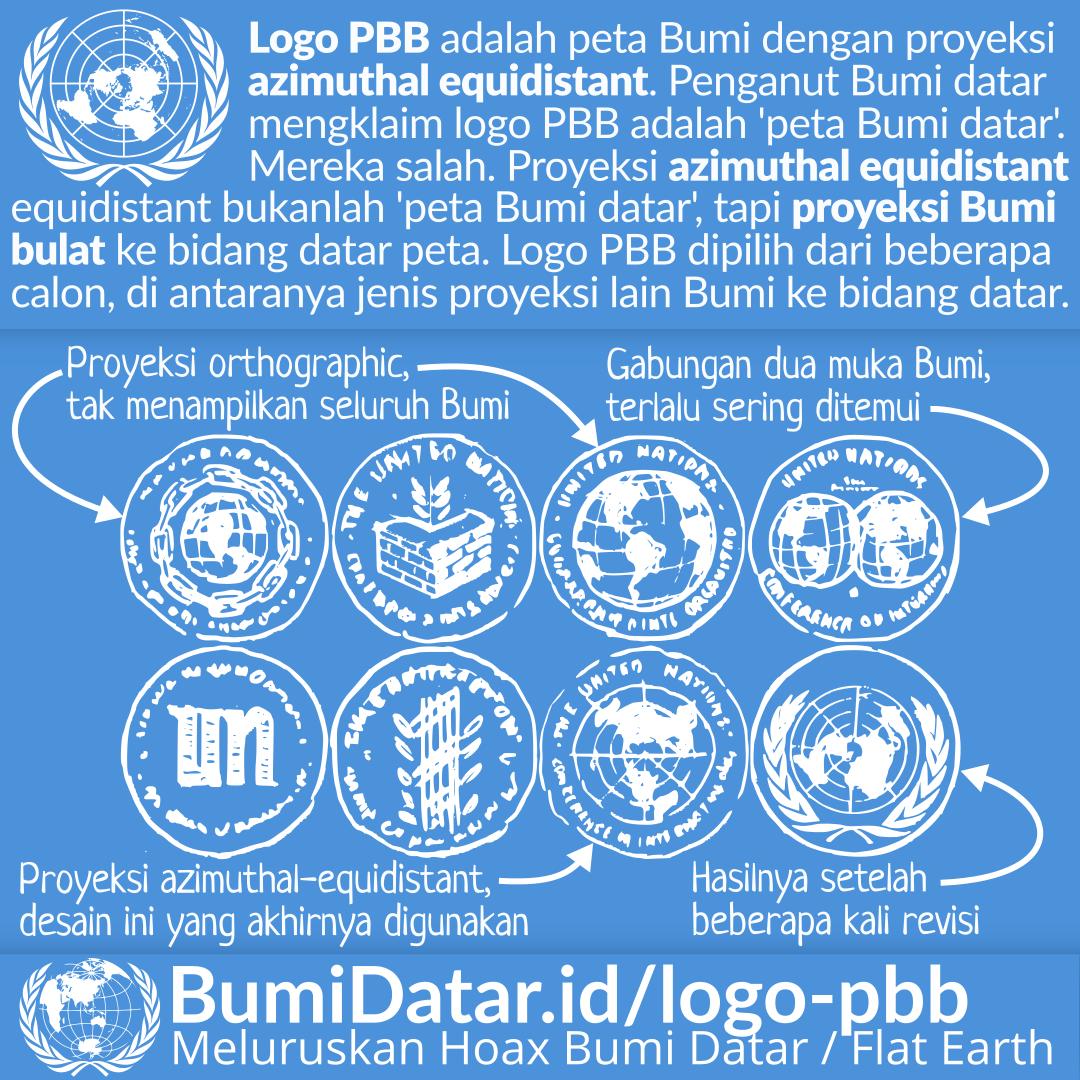 Logo PBB adalah peta Bumi dengan proyeksi
azimuthal equidistant. Penganut Bumi datar
mengklaim logo PBB adalah 'peta Bumi datar'.
Mereka salah. Proyeksi azimuthal equidistant
equidistant bukanlah 'peta Bumi datar', tapi proyeksi Bumi
bulat ke bidang datar peta. Logo PBB dipilih dari beberapa
calon, di antaranya jenis proyeksi lain Bumi ke bidang datar.
Proyeksi orthographic,
tak menampilkan seluruh Bumi
Gabungan dua muka Bumi,
terlalu sering ditemui
THE UNITED NATIONS
UNITED NATIONS
UNITED NATIONS
CONFERENCE ON
un
THE UNITED NATIONS
CONFERENCE
Proyeksi azimuthal-equidistant,
desain ini yang akhirnya digunakan
Hasilnya setelah
beberapa kali revisi
BumiDatar.id/logo-pbb
Meluruskan Hoax Bumi Datar / Flat Earth